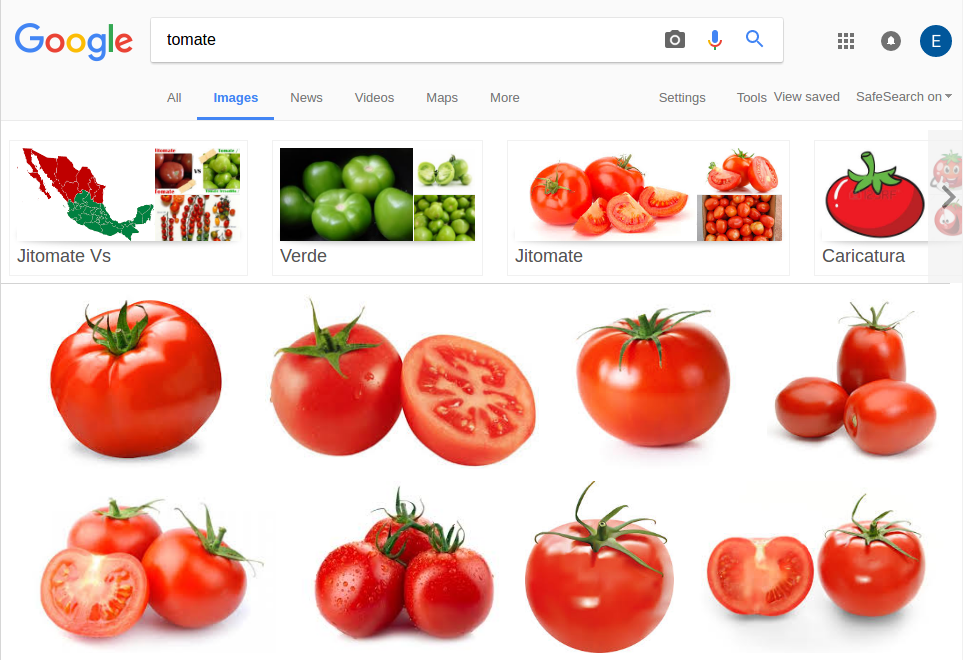 Google
tomate
E
All Images News Videos Maps More Settings Tools View saved SafeSearch on
Jitomate Vs
Verde
Jitomate
Caricatura